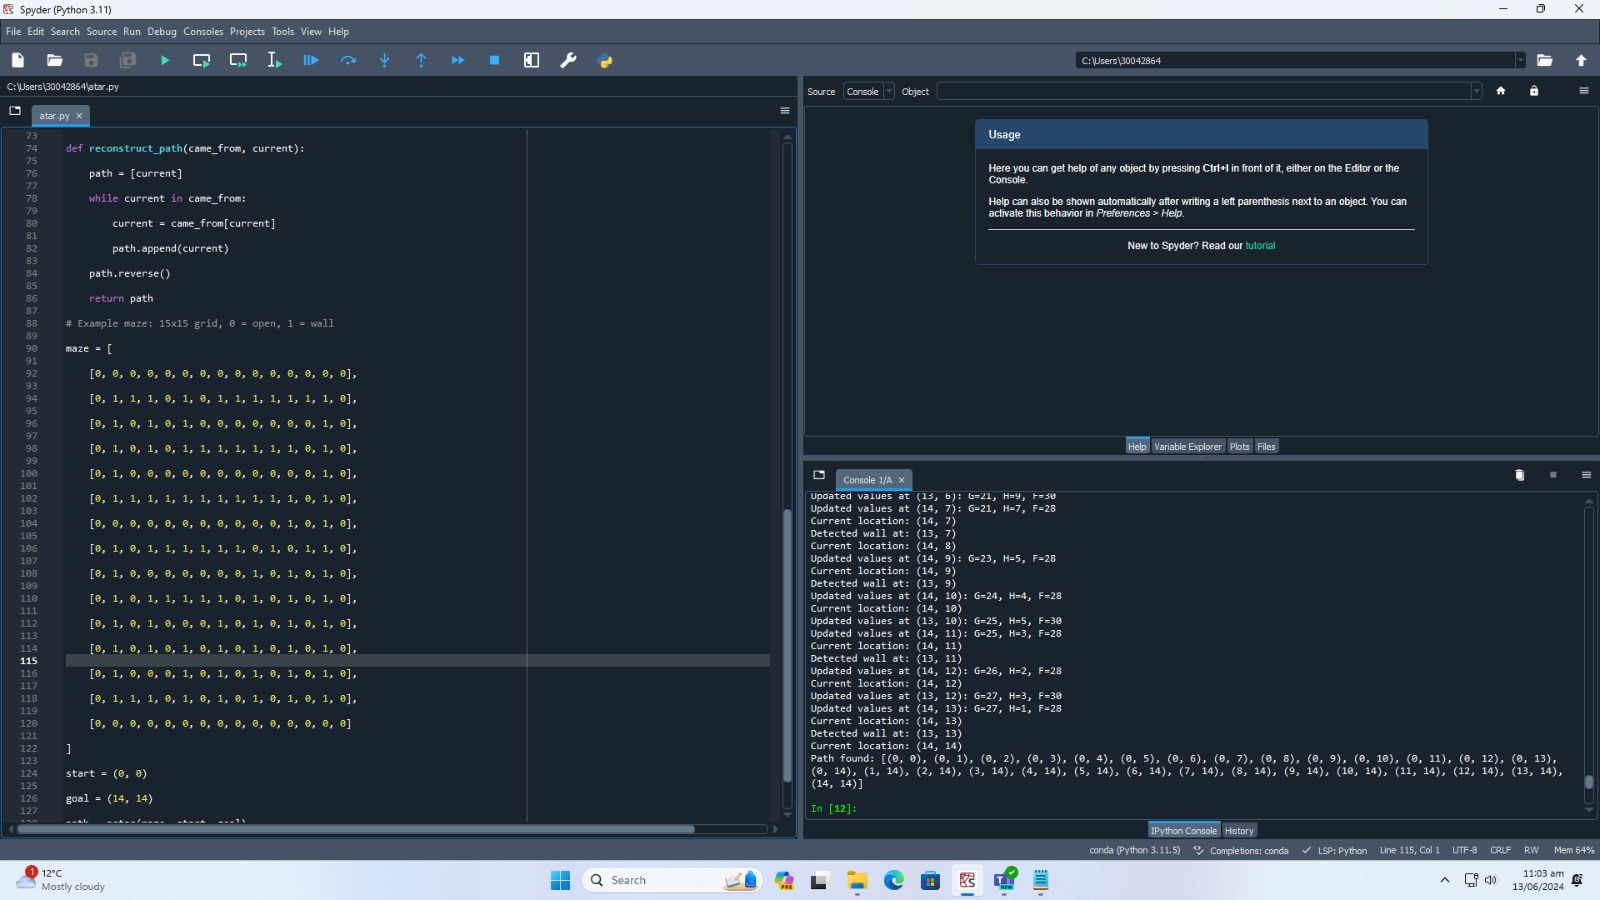 Spyder (Python 3.11)
File Edit Search Source Run Debug Consoles Projects Tools View Help
C:\Users\30042864
C:\Users\30042864\atar.py
atar.py
73
74 def reconstruct_path(came_from, current):
75
76 path = [current]
77
78 while current in came_from:
79
80 current = came_from[current]
81
82 path.append(current)
83
84 path.reverse()
85
86 return path
87
88 # Example maze: 15x15 grid, 0 = open, 1 = wall
89
90 maze = [
91
92 [0, 0, 0, 0, 0, 0, 0, 0, 0, 0, 0, 0, 0, 0, 0],
93
94 [0, 1, 1, 1, 0, 1, 0, 1, 1, 1, 1, 1, 1, 1, 0],
95
96 [0, 1, 0, 1, 0, 1, 0, 0, 0, 0, 0, 0, 0, 1, 0],
97
98 [0, 1, 0, 1, 0, 1, 1, 1, 1, 1, 1, 1, 0, 1, 0],
99
100 [0, 1, 0, 0, 0, 0, 0, 0, 0, 0, 0, 0, 0, 1, 0],
101
102 [0, 1, 1, 1, 1, 1, 1, 1, 1, 1, 1, 1, 0, 1, 0],
103
104 [0, 0, 0, 0, 0, 0, 0, 0, 0, 0, 0, 1, 0, 1, 0],
105
106 [0, 1, 0, 1, 1, 1, 1, 1, 1, 0, 1, 0, 1, 1, 0],
107
108 [0, 1, 0, 0, 0, 0, 0, 0, 0, 1, 0, 1, 0, 1, 0],
109
110 [0, 1, 0, 1, 1, 1, 1, 1, 0, 1, 0, 1, 0, 1, 0],
111
112 [0, 1, 0, 1, 0, 0, 0, 1, 0, 1, 0, 1, 0, 1, 0],
113
114 [0, 1, 0, 1, 0, 1, 0, 1, 0, 1, 0, 1, 0, 1, 0],
115
116 [0, 1, 0, 0, 0, 1, 0, 1, 0, 1, 0, 1, 0, 1, 0],
117
118 [0, 1, 1, 1, 0, 1, 0, 1, 0, 1, 0, 1, 0, 1, 0],
119
120 [0, 0, 0, 0, 0, 0, 0, 0, 0, 0, 0, 0, 0, 0, 0]
121
122 ]
123
124 start = (0, 0)
125
126 goal = (14, 14)
127
Source Console Object
Usage
Here you can get help of any object by pressing Ctrl+I in front of it, either on the Editor or the
Console.
Help can also be shown automatically after writing a left parenthesis next to an object. You can
activate this behavior in Preferences > Help.
New to Spyder? Read our tutorial
Help Variable Explorer Plots Files
Console 1/A
Updated values at (13, 6): G=21, H=9, F=30
Updated values at (14, 7): G=21, H=7, F=28
Current location: (14, 7)
Detected wall at: (13, 7)
Current location: (14, 8)
Updated values at (14, 9): G=23, H=5, F=28
Current location: (14, 9)
Detected wall at: (13, 9)
Updated values at (14, 10): G=24, H=4, F=28
Current location: (14, 10)
Updated values at (13, 10): G=25, H=5, F=30
Updated values at (14, 11): G=25, H=3, F=28
Current location: (14, 11)
Detected wall at: (13, 11)
Updated values at (14, 12): G=26, H=2, F=28
Current location: (14, 12)
Updated values at (13, 12): G=27, H=3, F=30
Updated values at (14, 13): G=27, H=1, F=28
Current location: (14, 13)
Detected wall at: (13, 13)
Current location: (14, 14)
Path found: [(0, 0), (0, 1), (0, 2), (0, 3), (0, 4), (0, 5), (0, 6), (0, 7), (0, 8), (0, 9), (0, 10), (0, 11), (0, 12), (0, 13),
(0, 14), (1, 14), (2, 14), (3, 14), (4, 14), (5, 14), (6, 14), (7, 14), (8, 14), (9, 14), (10, 14), (11, 14), (12, 14), (13, 14),
(14, 14)]
In [12]:
IPython Console History
conda (Python 3.11.5) Completions: conda LSP: Python Line 115, Col 1 UTF-8 CRLF RW Mem 64%
1
12°C
Mostly cloudy
Search
PRE
NEW
11:03 am
13/06/2024